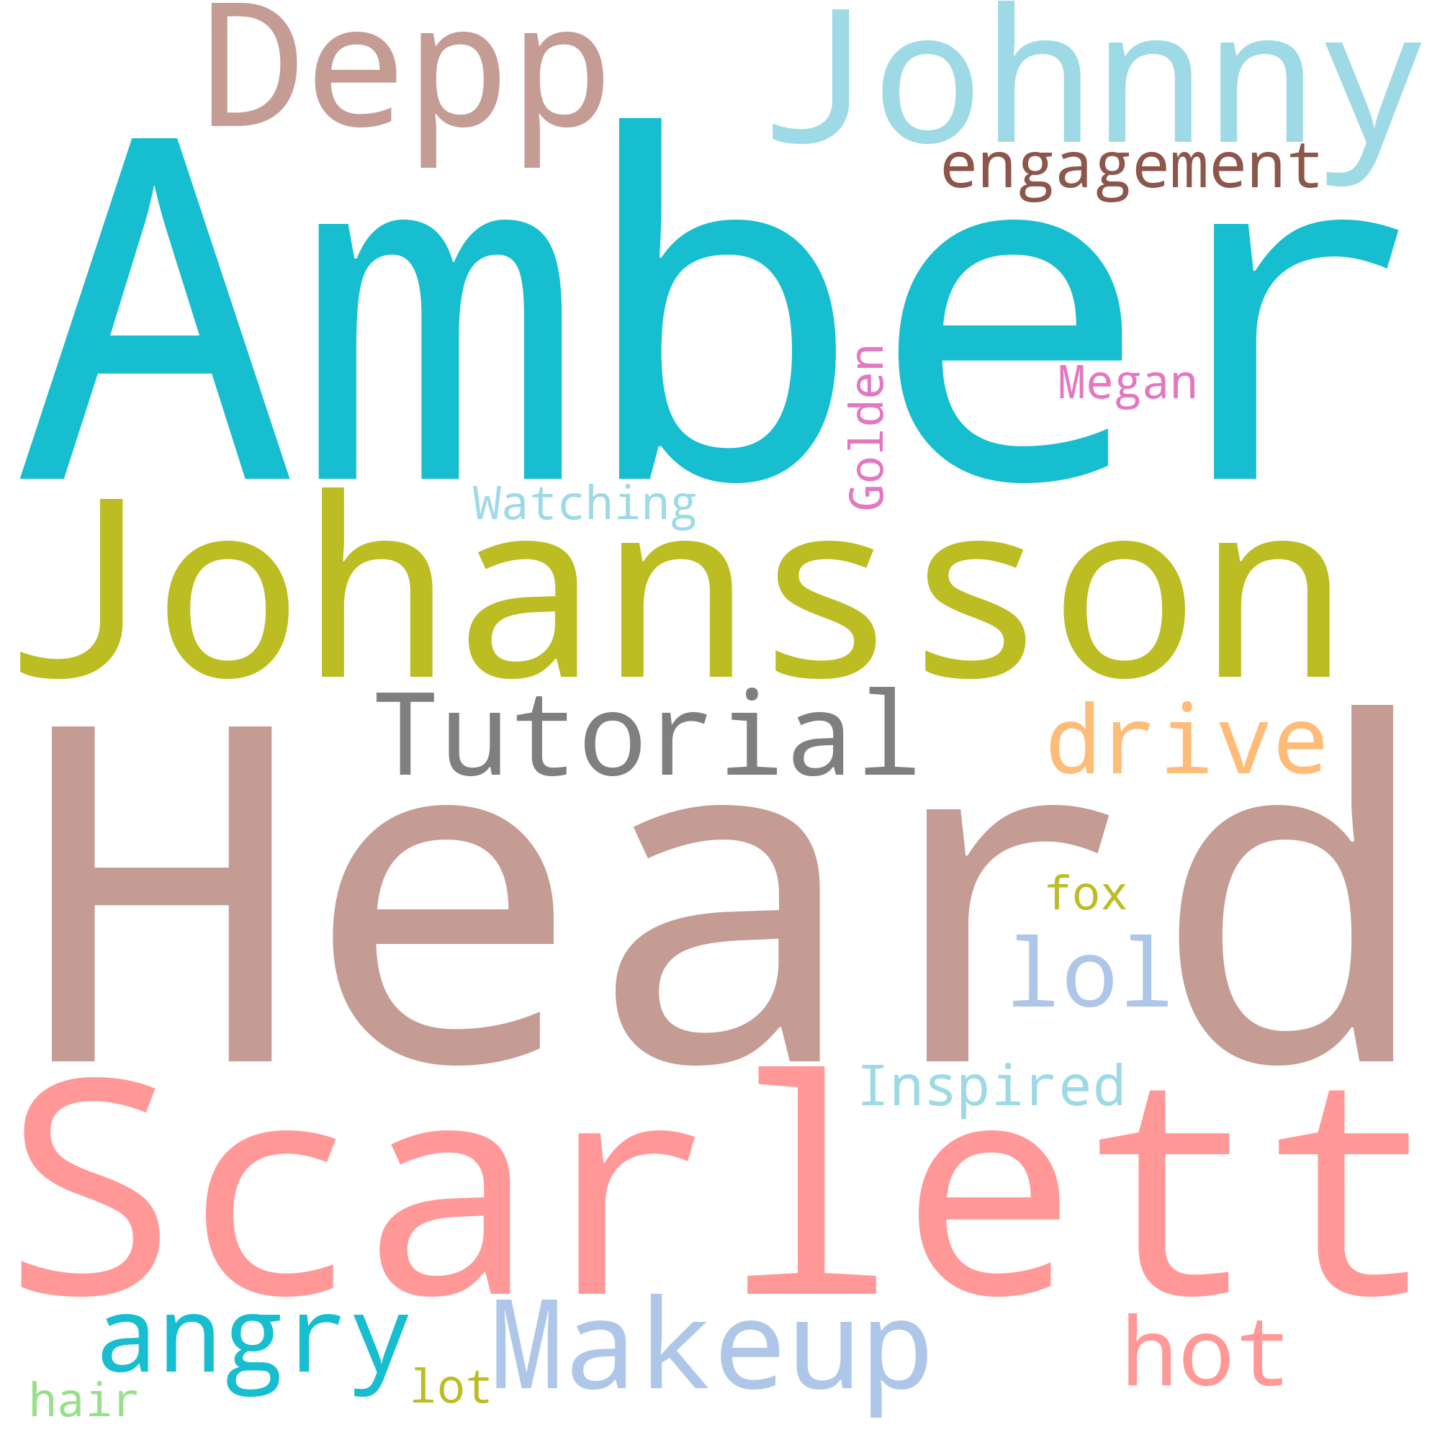 Depp
Johnny
engagement
Amber
Golden
Megan
Watching
Johansson
Tutorial
drive
Heard
fox
lol
Inspired
Scarlett
angry
Makeup
hot
hair
lot